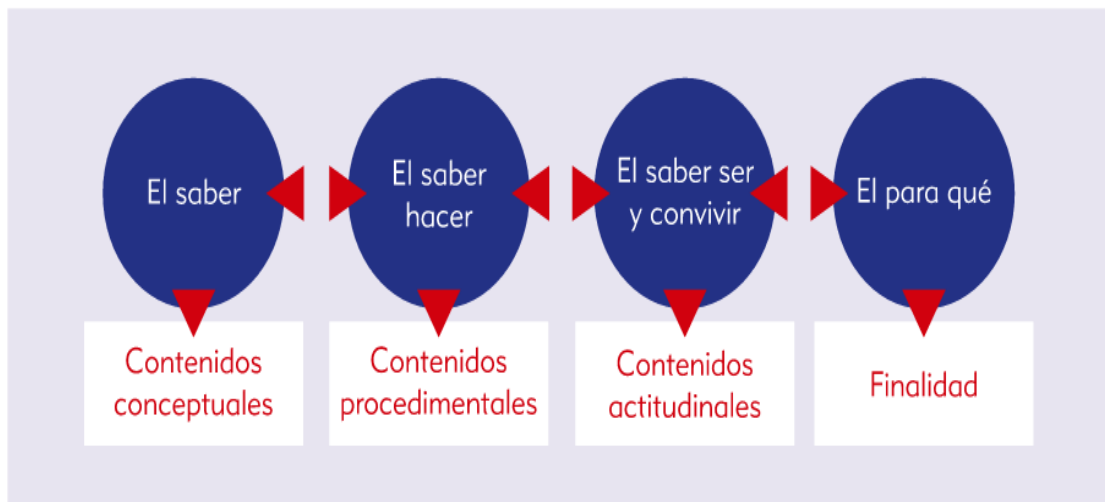 El saber
El saber
hacer
El saber ser
y convivir
El para qué
Contenidos
conceptuales
Contenidos
procedimentales
Contenidos
actitudinales
Finalidad